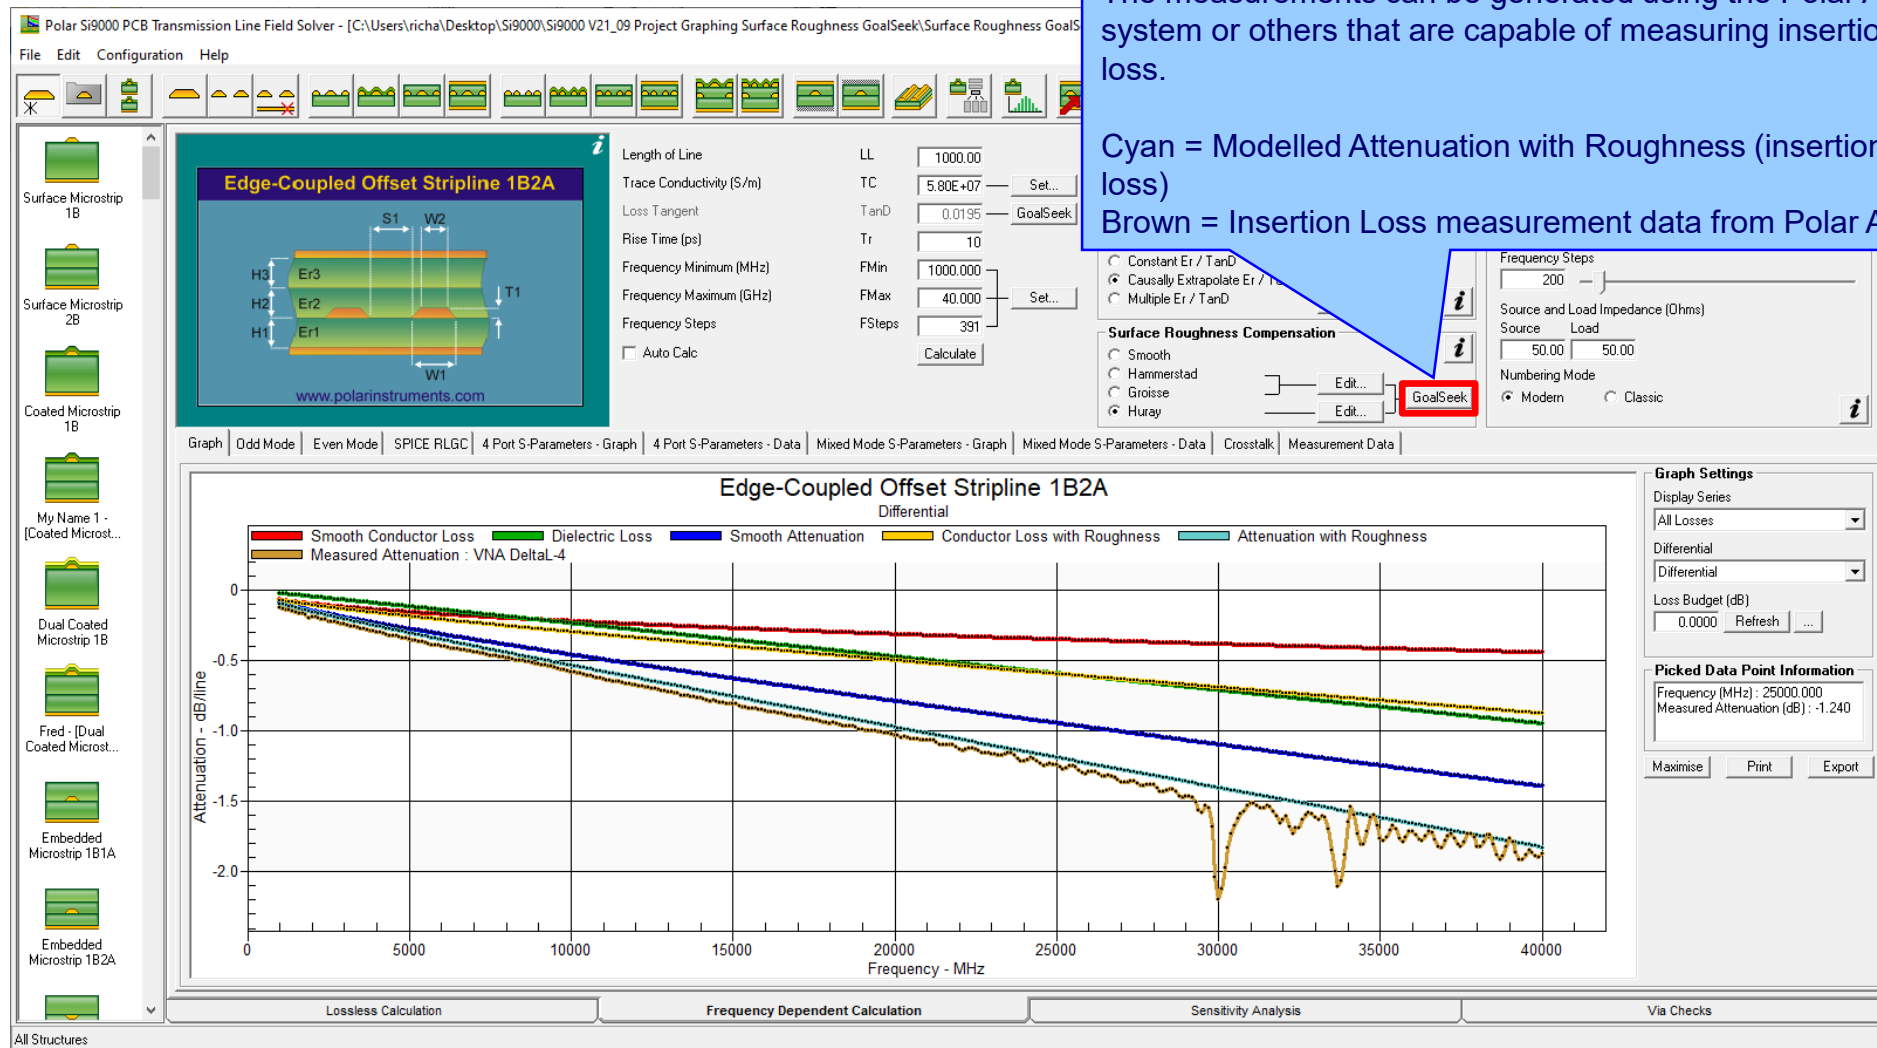 Polar Si9000 PCB Transmission Line Field Solver - [C:\Users\richa\Desktop\Si9000\Si9000 V21_09 Project Graphing Surface Roughness GoalSeek\Surface Roughness GoalS
File Edit Configuration Help
system or others that are capable of measuring insertio
loss.
Cyan = Modelled Attenuation with Roughness (insertion
loss)
Brown = Insertion Loss measurement data from Polar A
Surface Microstrip
1B
Surface Microstrip
2B
Coated Microstrip
1B
My Name 1 -
[Coated Microst...
Dual Coated
Microstrip 1B
Fred - [Dual
Coated Microst...
Embedded
Microstrip 1B1A
Embedded
Microstrip 1B2A
Edge-Coupled Offset Stripline 1B2A
S1 W2
H3 Er3
H2 Er2
T1
H1 Er1
W1
www.polarinstruments.com
i
Length of Line LL 1000.00
Trace Conductivity (S/m) TC 5.80E+07 Set...
Loss Tangent TanD 0.0195 GoalSeek
Rise Time (ps) Tr 10
Frequency Minimum (MHz) FMin 1000.000
Frequency Maximum (GHz) FMax 40.000 Set...
Frequency Steps FSteps 391
Auto Calc Calculate
Constant Er / TanD
Causally Extrapolate Er /
Multiple Er / TanD
i
Surface Roughness Compensation
i
Smooth
Hammerstad
Groisse
Huray
Edit...
Edit...
GoalSeek
Frequency Steps
200
Source and Load Impedance (Ohms)
Source Load
50.00 50.00
Numbering Mode
Modern Classic
i
Graph Odd Mode Even Mode SPICE RLGC 4 Port S-Parameters - Graph 4 Port S-Parameters - Data Mixed Mode S-Parameters - Graph Mixed Mode S-Parameters - Data Crosstalk Measurement Data
Edge-Coupled Offset Stripline 1B2A
Differential
Smooth Conductor Loss Dielectric Loss Smooth Attenuation Conductor Loss with Roughness Attenuation with Roughness
Measured Attenuation : VNA DeltaL-4
Attenuation - dB/line
0
-0.5
-1.0
-1.5
-2.0
0 5000 10000 15000 20000 25000 30000 35000 40000
Frequency - MHz
Graph Settings
Display Series
All Losses
Differential
Differential
Loss Budget (dB)
0.0000 Refresh ...
Picked Data Point Information
Frequency (MHz) : 25000.000
Measured Attenuation (dB) : -1.240
Maximise Print Export
Lossless Calculation Frequency Dependent Calculation Sensitivity Analysis Via Checks
All Structures